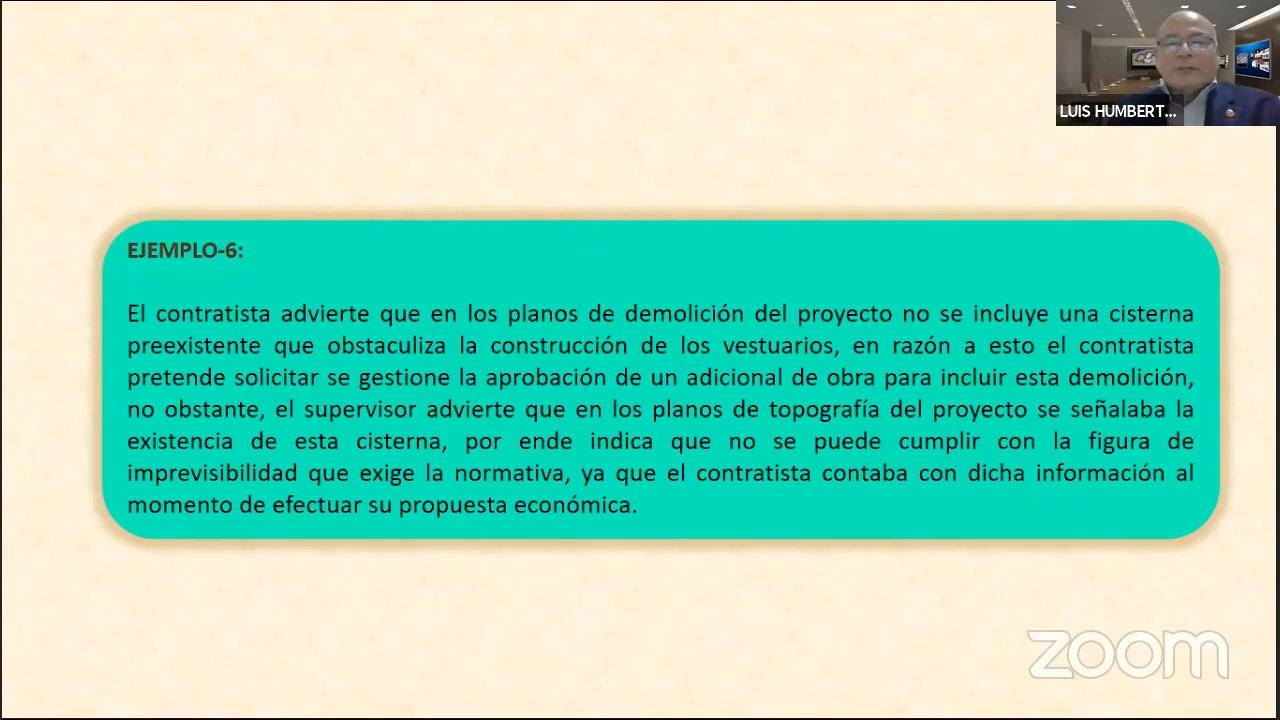 LUIS HUMBERT...
EJEMPLO-6:
El contratista advierte que en los planos de demolición del proyecto no se incluye una cisterna
preexistente que obstaculiza la construcción de los vestuarios, en razón a esto el contratista
pretende solicitar se gestione la aprobación de un adicional de obra para incluir esta demolición,
no obstante, el supervisor advierte que en los planos de topografía del proyecto se señalaba la
existencia de esta cisterna, por ende indica que no se puede cumplir con la figura de
imprevisibilidad que exige la normativa, ya que el contratista contaba con dicha información al
momento de efectuar su propuesta económica.
zoom